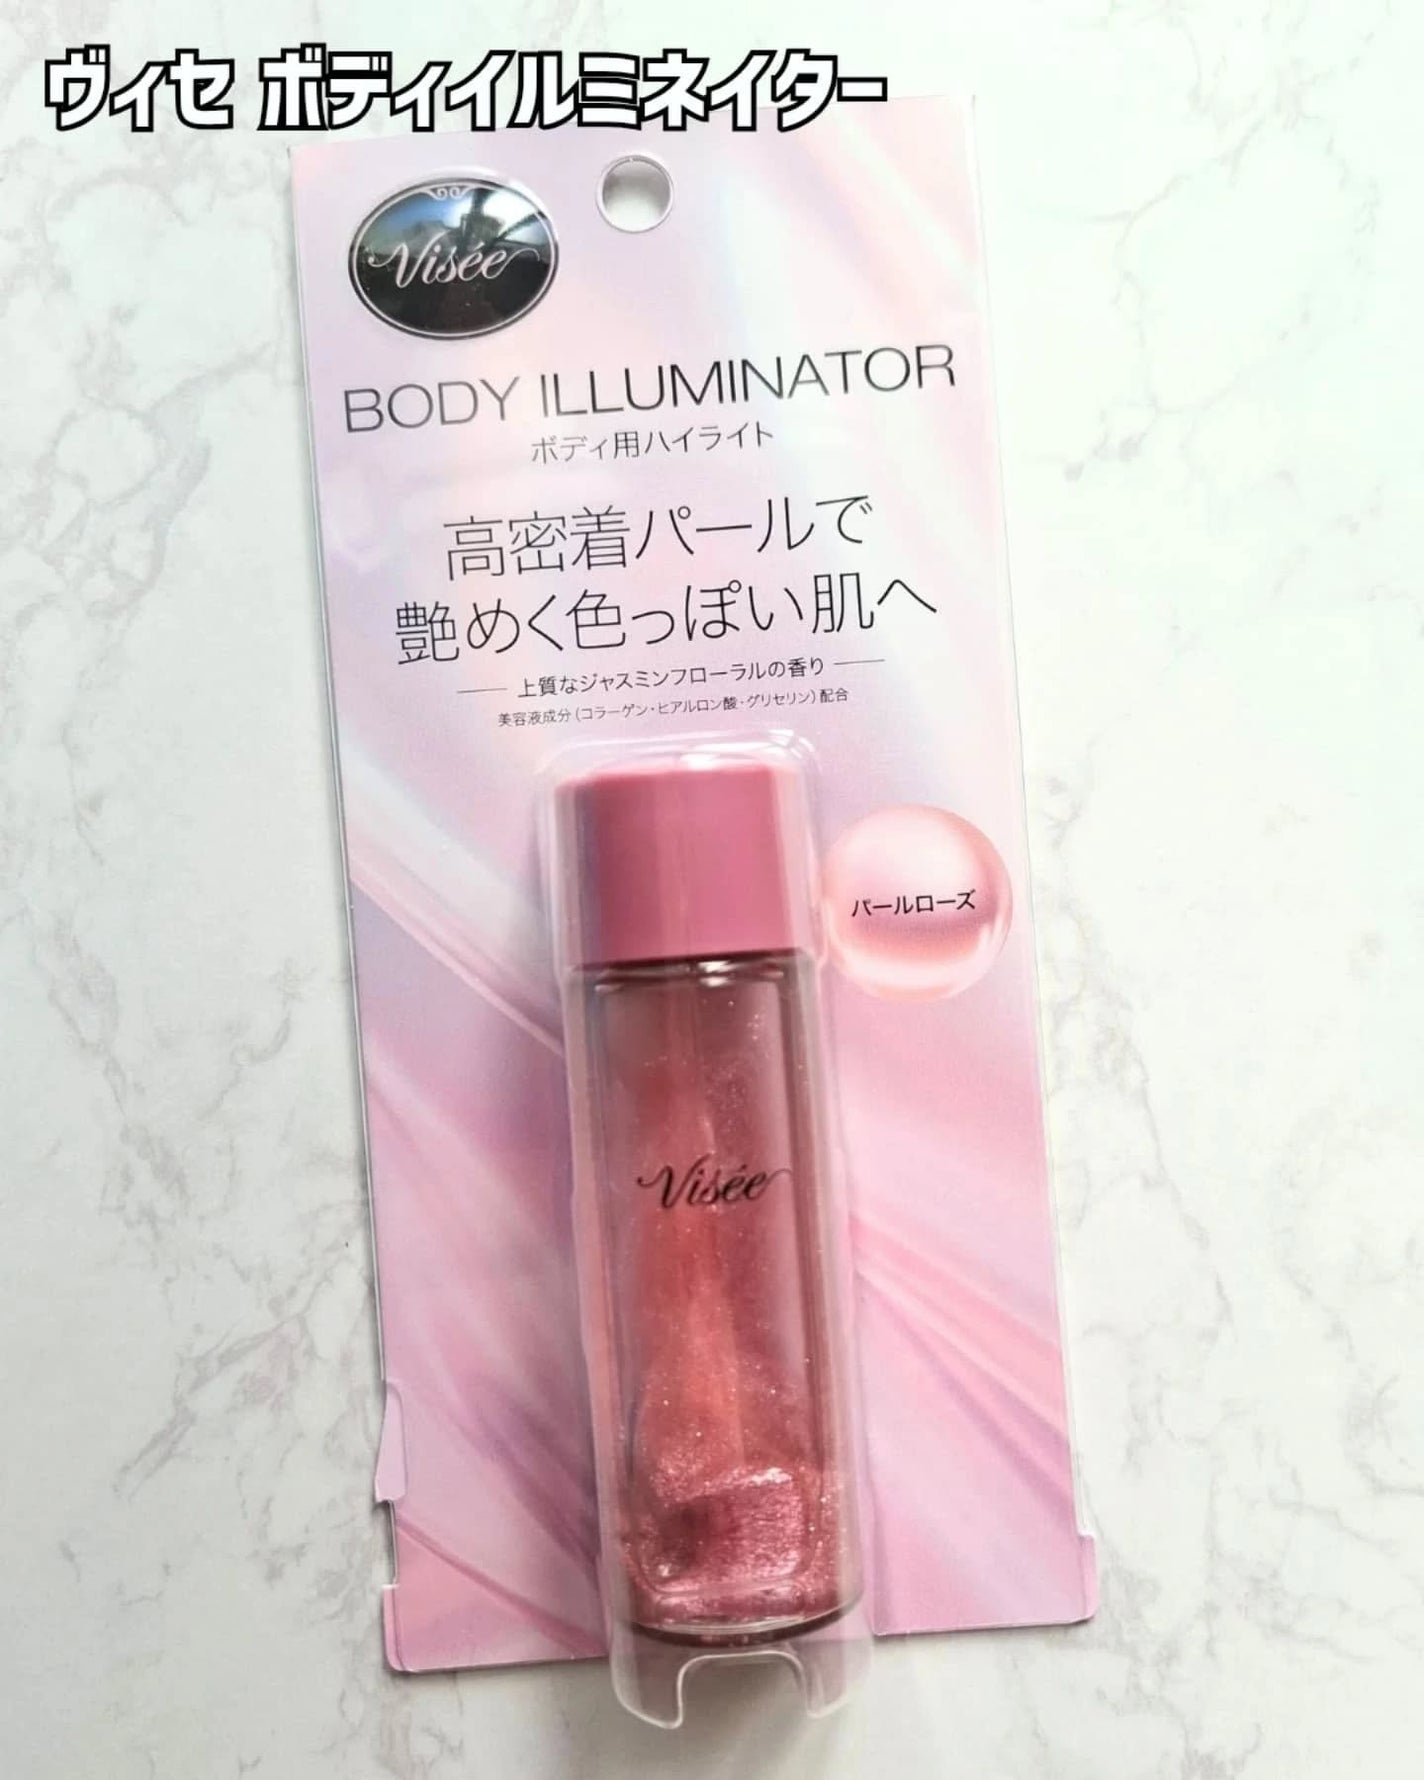 ヴィセ ボディイルミネイター
Visée
BODY ILLUMINATOR
ボディ用ハイライト
高密着パールで
艶めく色っぽい肌へ
上質なジャスミンフローラルの香り
美容液成分(コラーゲン・ヒアルロン酸・グリセリン)配合
パールローズ
Visée